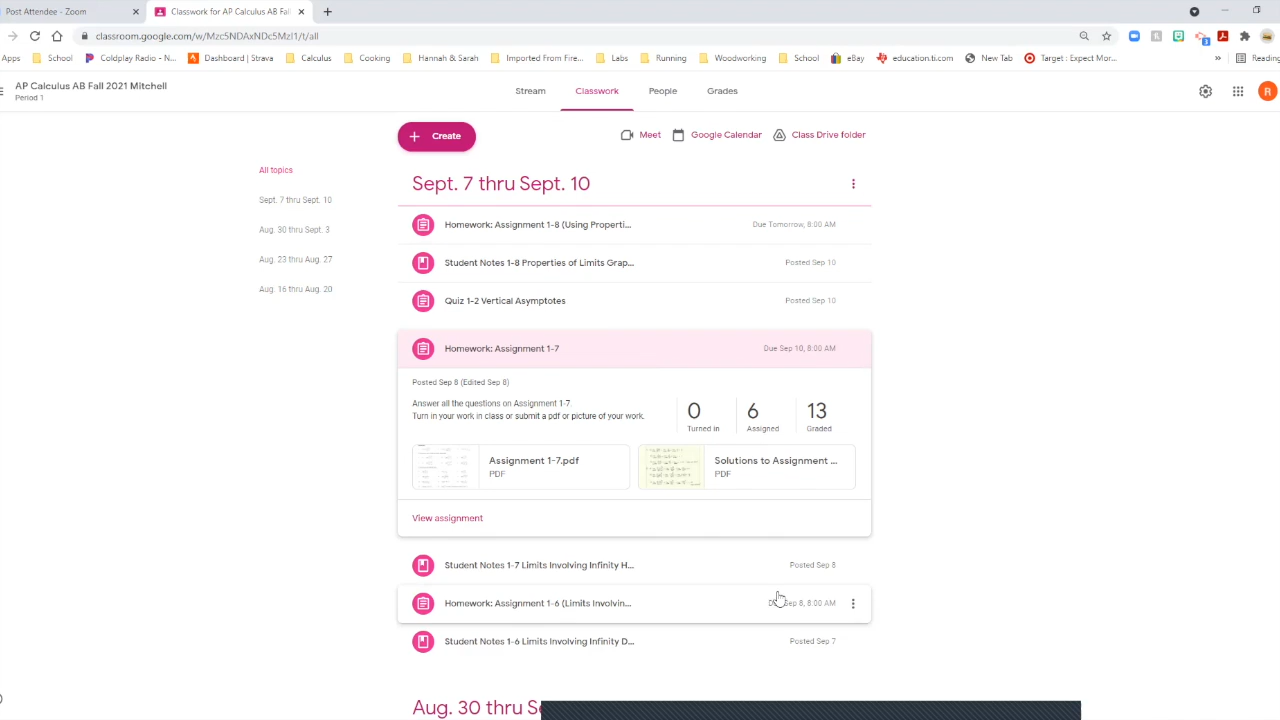 Post Attendee - Zoom
Classwork for AP Calculus AB Fall
classroom.google.com/w/Mzc5NDAxNDc5MzI1/t/all
Apps School Coldplay Radio - N... Dashboard | Strava Calculus Cooking Hannah & Sarah Imported From Fire... Labs Running Woodworking School eBay education.ti.com New Tab Target : Expect Mor... » Reading
AP Calculus AB Fall 2021 Mitchell
Period 1
Stream Classwork People Grades
R
Create
Meet Google Calendar Class Drive folder
All topics
Sept. 7 thru Sept. 10
Aug. 30 thru Sept. 3
Aug. 23 thru Aug. 27
Aug. 16 thru Aug. 20
Sept. 7 thru Sept. 10
Homework: Assignment 1-8 (Using Properti... Due Tomorrow, 8:00 AM
Student Notes 1-8 Properties of Limits Grap... Posted Sep 10
Quiz 1-2 Vertical Asymptotes Posted Sep 10
Homework: Assignment 1-7 Due Sep 10, 8:00 AM
Posted Sep 8 (Edited Sep 8)
Answer all the questions on Assignment 1-7.
Turn in your work in class or submit a pdf or picture of your work.
0 6 13
Turned in Assigned Graded
Assignment 1-7.pdf
PDF
Solutions to Assignment ...
PDF
View assignment
Student Notes 1-7 Limits Involving Infinity H... Posted Sep 8
Homework: Assignment 1-6 (Limits Involvin... Sep 8, 8:00 AM
Student Notes 1-6 Limits Involving Infinity D... Posted Sep 7
Aug. 30 thru Se